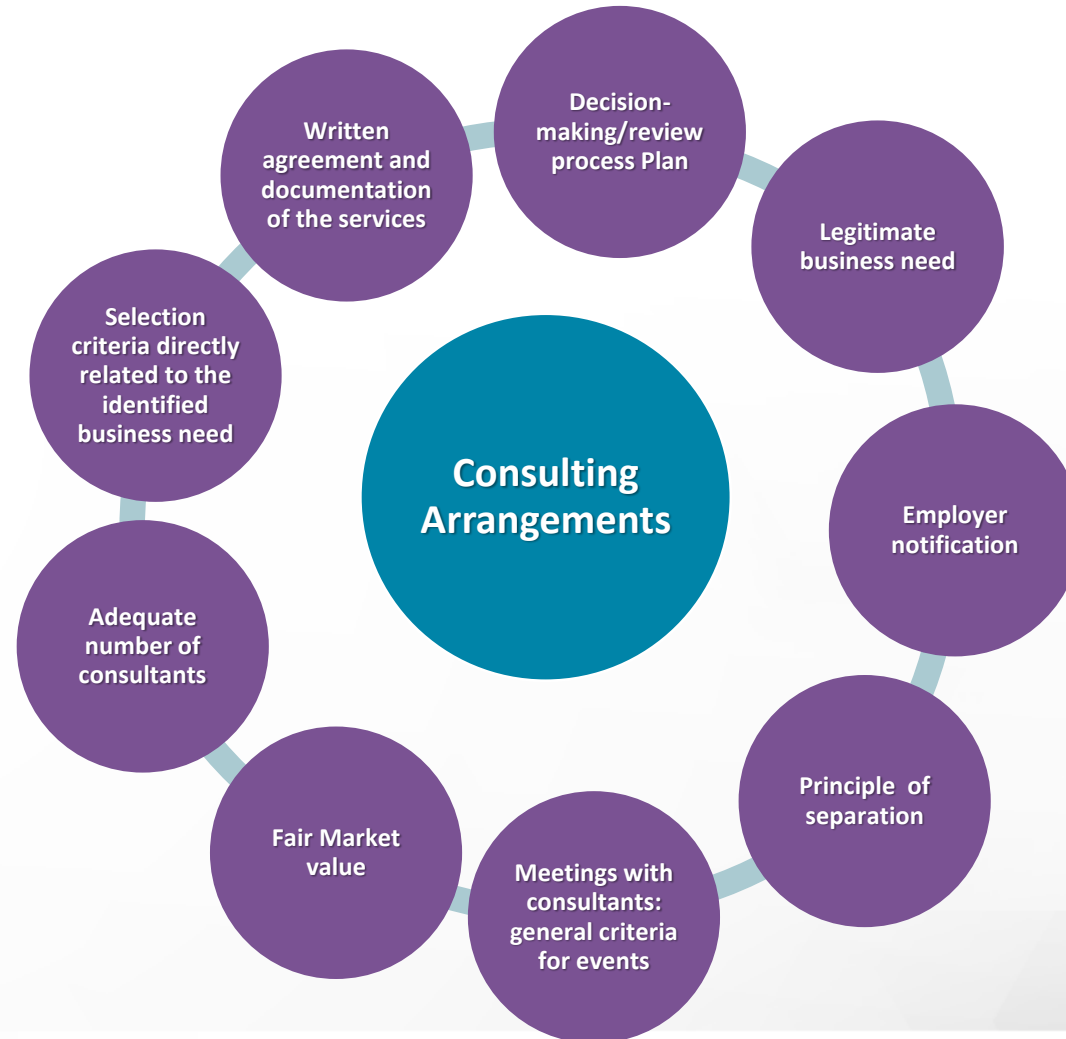 Decision-
making/review
process Plan
Legitimate
business need
Employer
notification
Principle of
separation
Meetings with
consultants:
general criteria
for events
Fair Market
value
Adequate
number of
consultants
Selection
criteria directly
related to the
identified
business need
Written
agreement and
documentation
of the services
Consulting
Arrangements